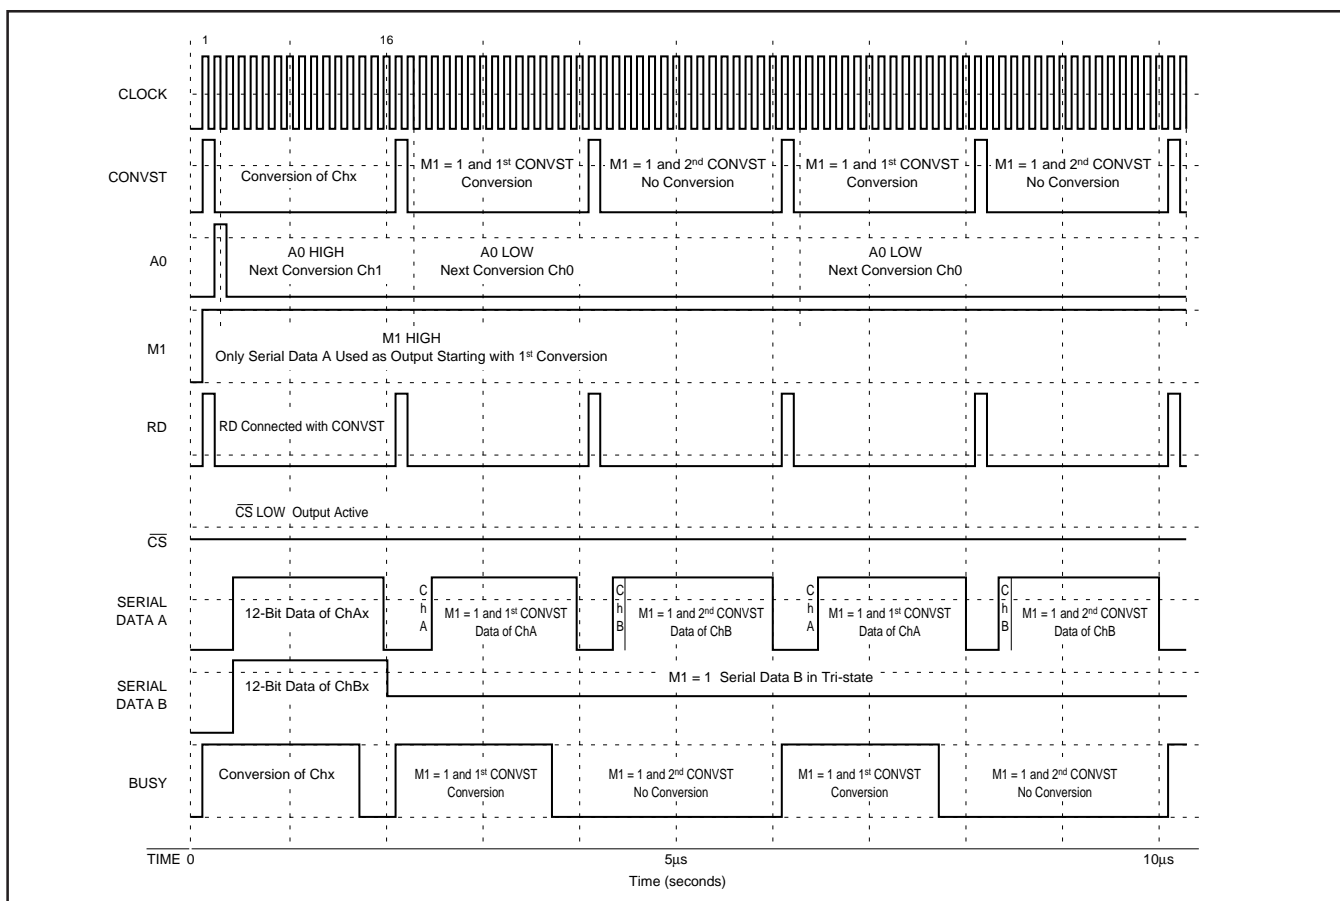 1 16
CLOCK
CONVST
Conversion of Chx
M1 = 1 and 1st CONVST
Conversion
M1 = 1 and 2nd CONVST
No Conversion
M1 = 1 and 1st CONVST
Conversion
M1 = 1 and 2nd CONVST
No Conversion
A0
A0 HIGH
Next Conversion Ch1
A0 LOW
Next Conversion Ch0
A0 LOW
Next Conversion Ch0
M1
M1 HIGH
Only Serial Data A Used as Output Starting with 1st Conversion
RD
RD Connected with CONVST
CS LOW Output Active
CS
SERIAL
DATA A
12-Bit Data of ChAx
ChA
M1 = 1 and 1st CONVST
Data of ChA
ChB
M1 = 1 and 2nd CONVST
Data of ChB
ChA
M1 = 1 and 1st CONVST
Data of ChA
ChB
M1 = 1 and 2nd CONVST
Data of ChB
SERIAL
DATA B
12-Bit Data of ChBx
M1 = 1 Serial Data B in Tri-state
BUSY
Conversion of Chx
M1 = 1 and 1st CONVST
Conversion
M1 = 1 and 2nd CONVST
No Conversion
M1 = 1 and 1st CONVST
Conversion
M1 = 1 and 2nd CONVST
No Conversion
TIME 0 5µs 10µs
Time (seconds)